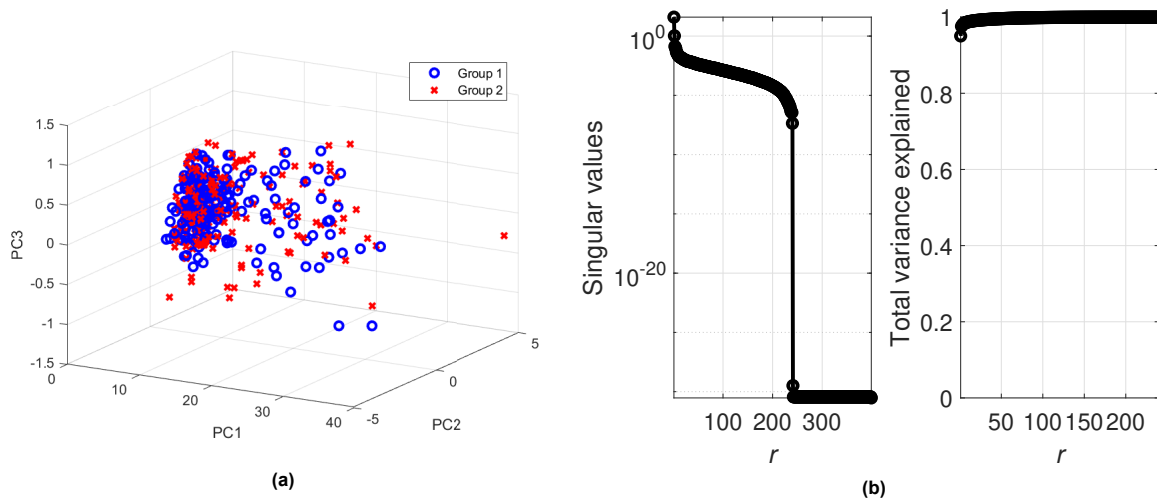 Group 1
Group 2
1.5
1
0.5
0
-0.5
-1
-1.5
PC3
0
10
20
30
40
PC1
-5
0
5
PC2
(a)
10^0
10^-20
Singular values
100 200 300
r
1
0.8
0.6
0.4
0.2
0
Total variance explained
50 100 150 200
r
(b)